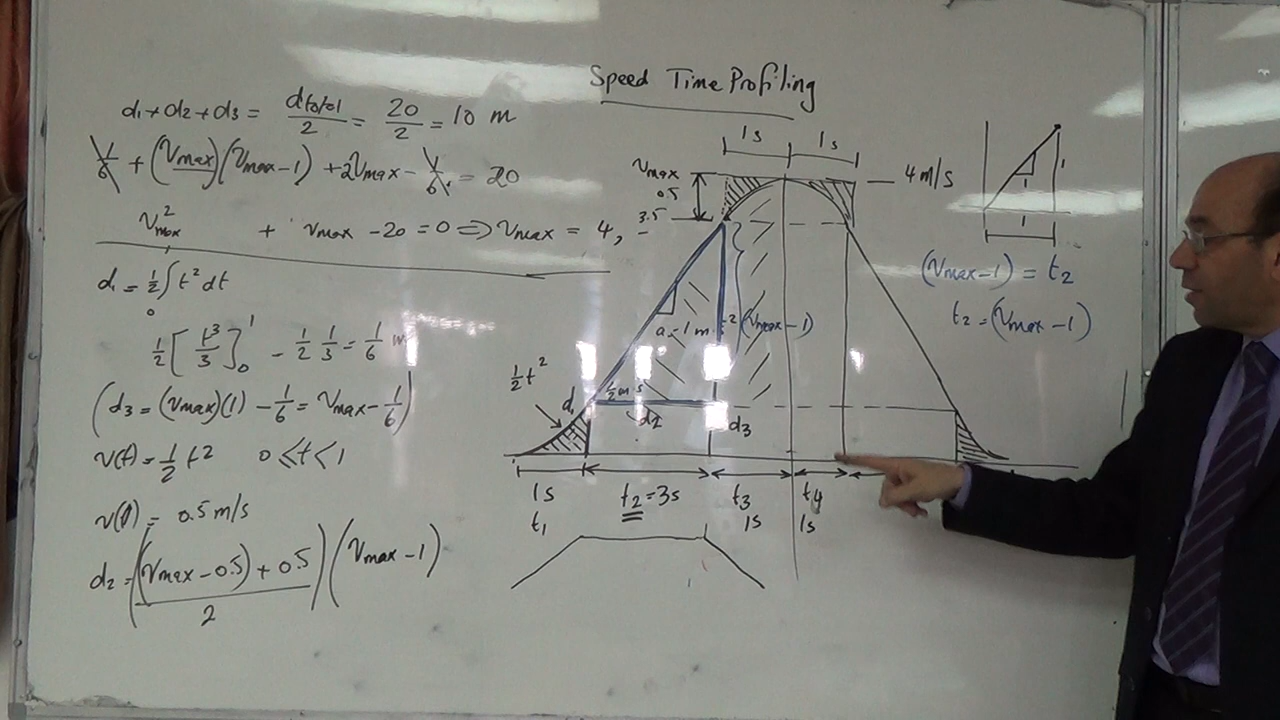 Speed Time Profiling
d₁+d₂+d₃ = dtotal/2 = 20/2 = 10 m
1/6 + (Vmax)(Vmax-1) + 2Vmax - 1/6 = 20
V²max + Vmax - 20 = 0 ⇒ Vmax = 4, -
d₁ = ½∫t² dt
0
½[t³/3]₀¹ - ½ ⅓ = 1/6 m
(d₃ = (Vmax)(1) - 1/6 = Vmax - 1/6)
v(t) = ½ t² 0 ≤ t < 1
v(1) = 0.5 m/s
d₂ = ((Vmax - 0.5) + 0.5 / 2)(Vmax - 1)
1s 1s
Vmax
0.5
3.5
4 m/s
a = 1 m
(Vmax-1)
½t²
d₁
½ m s
d₂
d₃
1s t₂ = 3s t₃ t₄
t₁ 1s 1s
1
1
1
(Vmax-1) = t₂
t₂ = (Vmax-1)